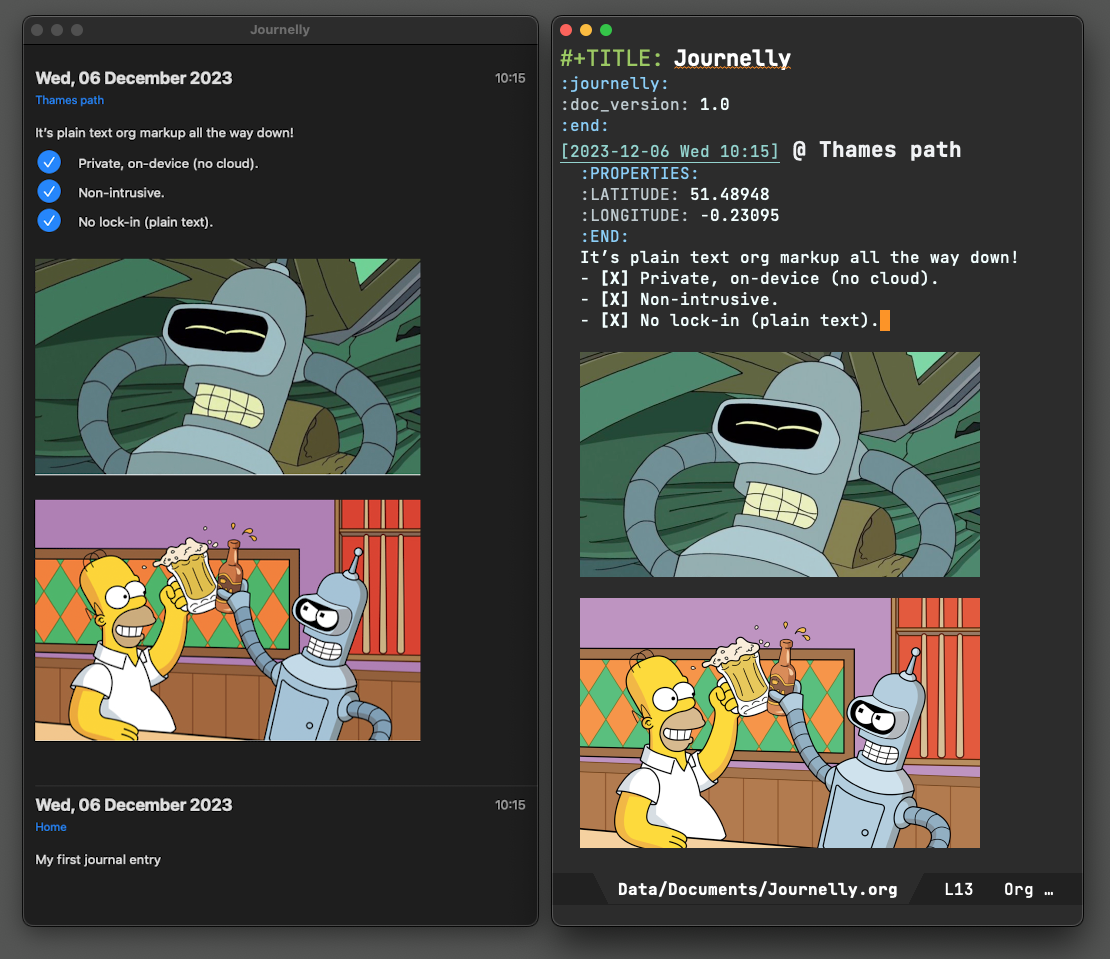 Journelly
Wed, 06 December 2023 10:15
Thames path
It's plain text org markup all the way down!
Private, on-device (no cloud).
Non-intrusive.
No lock-in (plain text).
Wed, 06 December 2023 10:15
Home
My first journal entry
#+TITLE: Journelly
:journelly:
:doc_version: 1.0
:end:
[2023-12-06 Wed 10:15] @ Thames path
:PROPERTIES:
:LATITUDE: 51.48948
:LONGITUDE: -0.23095
:END:
It's plain text org markup all the way down!
- [X] Private, on-device (no cloud).
- [X] Non-intrusive.
- [X] No lock-in (plain text).
Data/Documents/Journelly.org L13 Org …